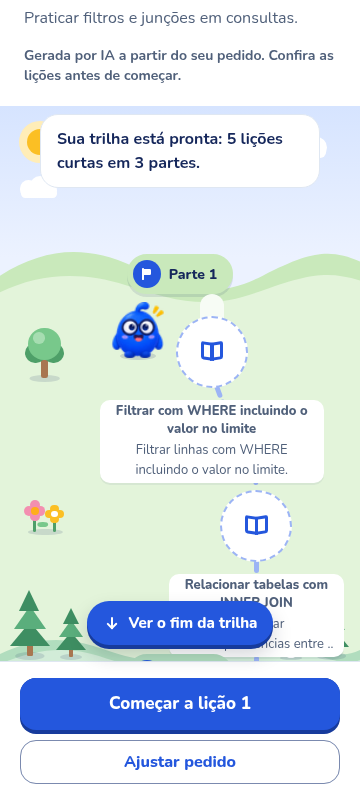 Praticar filtros e junções em consultas.
Gerada por IA a partir do seu pedido. Confira as
lições antes de começar.
Sua trilha está pronta: 5 lições
curtas em 3 partes.
Parte 1
Filtrar com WHERE incluindo o
valor no limite
Filtrar linhas com WHERE
incluindo o valor no limite.
Relacionar tabelas com
INNER JOIN
Ver o fim da trilha
Começar a lição 1
Ajustar pedido